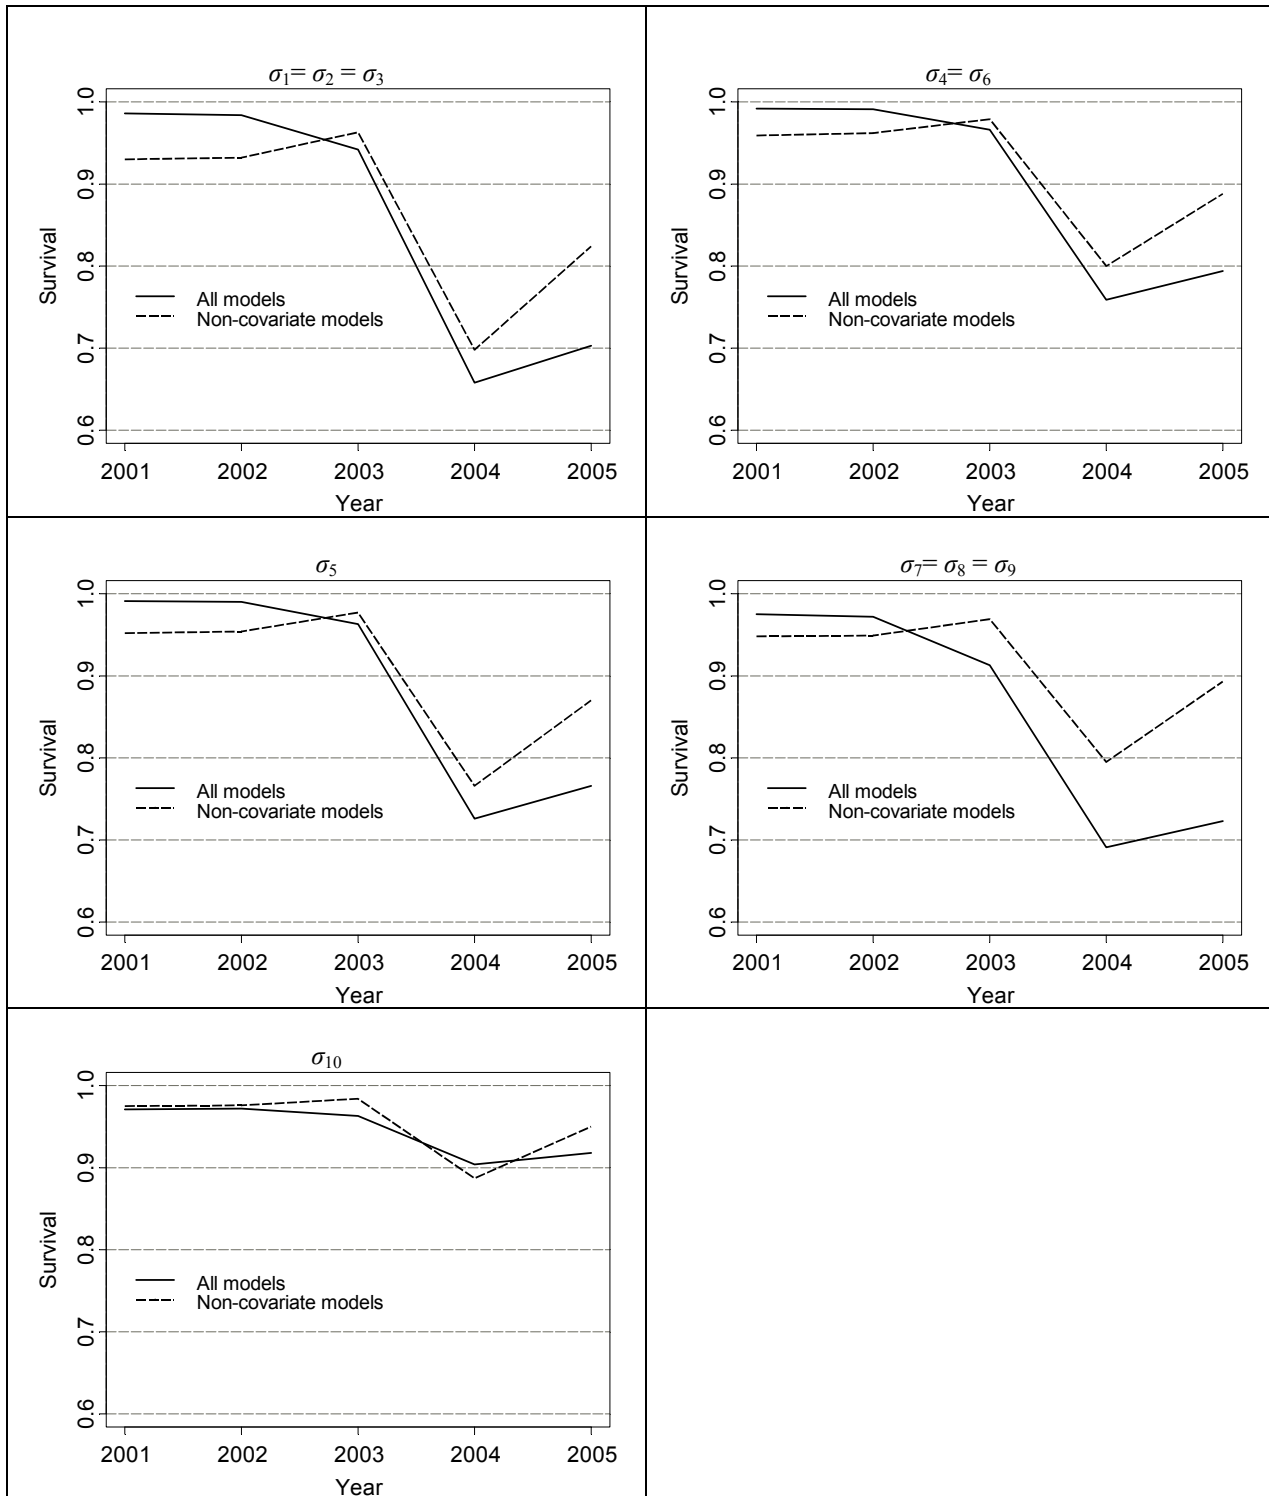 σ1= σ2 = σ3
1.0
0.9
0.8
0.7
0.6
Survival
All models
Non-covariate models
2001 2002 2003 2004 2005
Year
σ4= σ6
1.0
0.9
0.8
0.7
0.6
Survival
All models
Non-covariate models
2001 2002 2003 2004 2005
Year
σ5
1.0
0.9
0.8
0.7
0.6
Survival
All models
Non-covariate models
2001 2002 2003 2004 2005
Year
σ7= σ8 = σ9
1.0
0.9
0.8
0.7
0.6
Survival
All models
Non-covariate models
2001 2002 2003 2004 2005
Year
σ10
1.0
0.9
0.8
0.7
0.6
Survival
All models
Non-covariate models
2001 2002 2003 2004 2005
Year